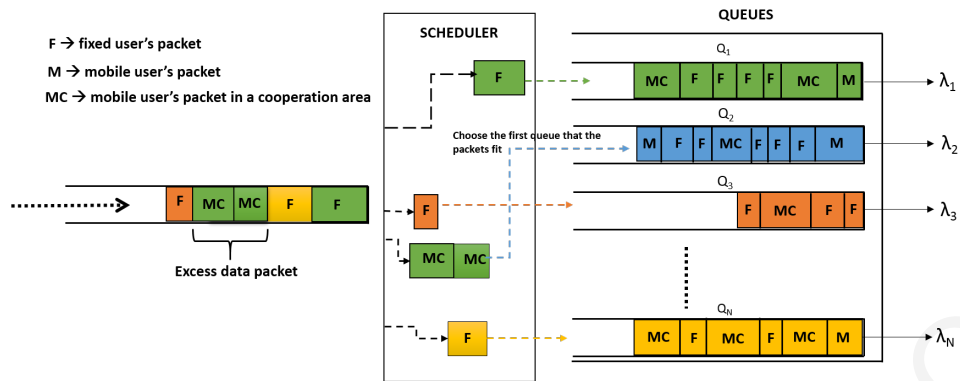 F → fixed user's packet
M → mobile user's packet
MC → mobile user's packet in a cooperation area
F MC MC F F
Excess data packet
SCHEDULER
F
Choose the first queue that the
packets fit
F
MC MC
F
QUEUES
Q1
MC F F F F MC M
λ1
Q2
M F F MC F F F M
λ2
Q3
F MC F F
λ3
QN
MC F MC F MC M
λN